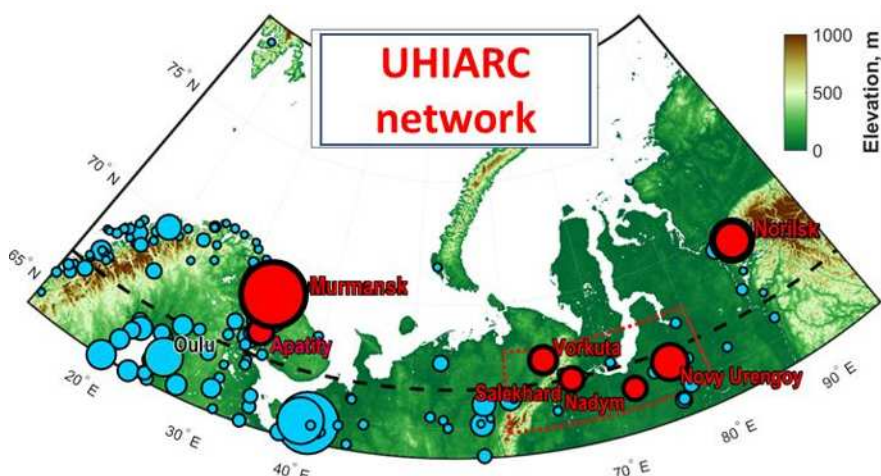 UHIARC
network
1000
500
0
Elevation, m
75° N
70° N
65° N
20° E
30° E
40° E
70° E
80° E
90° E
Murmansk
Apatity
Oulu
Norilsk
Vorkuta
Salekhard
Nadym
Novy Urengoy